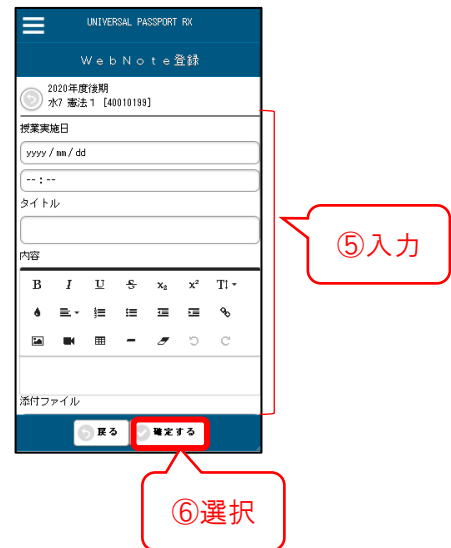 UNIVERSAL PASSPORT RX
ＷｅｂＮｏｔｅ登録
2020年度後期
水7 憲法１ [40010199]
授業実施日
yyyy / mm / dd
-- : --
タイトル
内容
B I U S x₂ x² T
添付ファイル
戻る 確定する
⑤入力
⑥選択